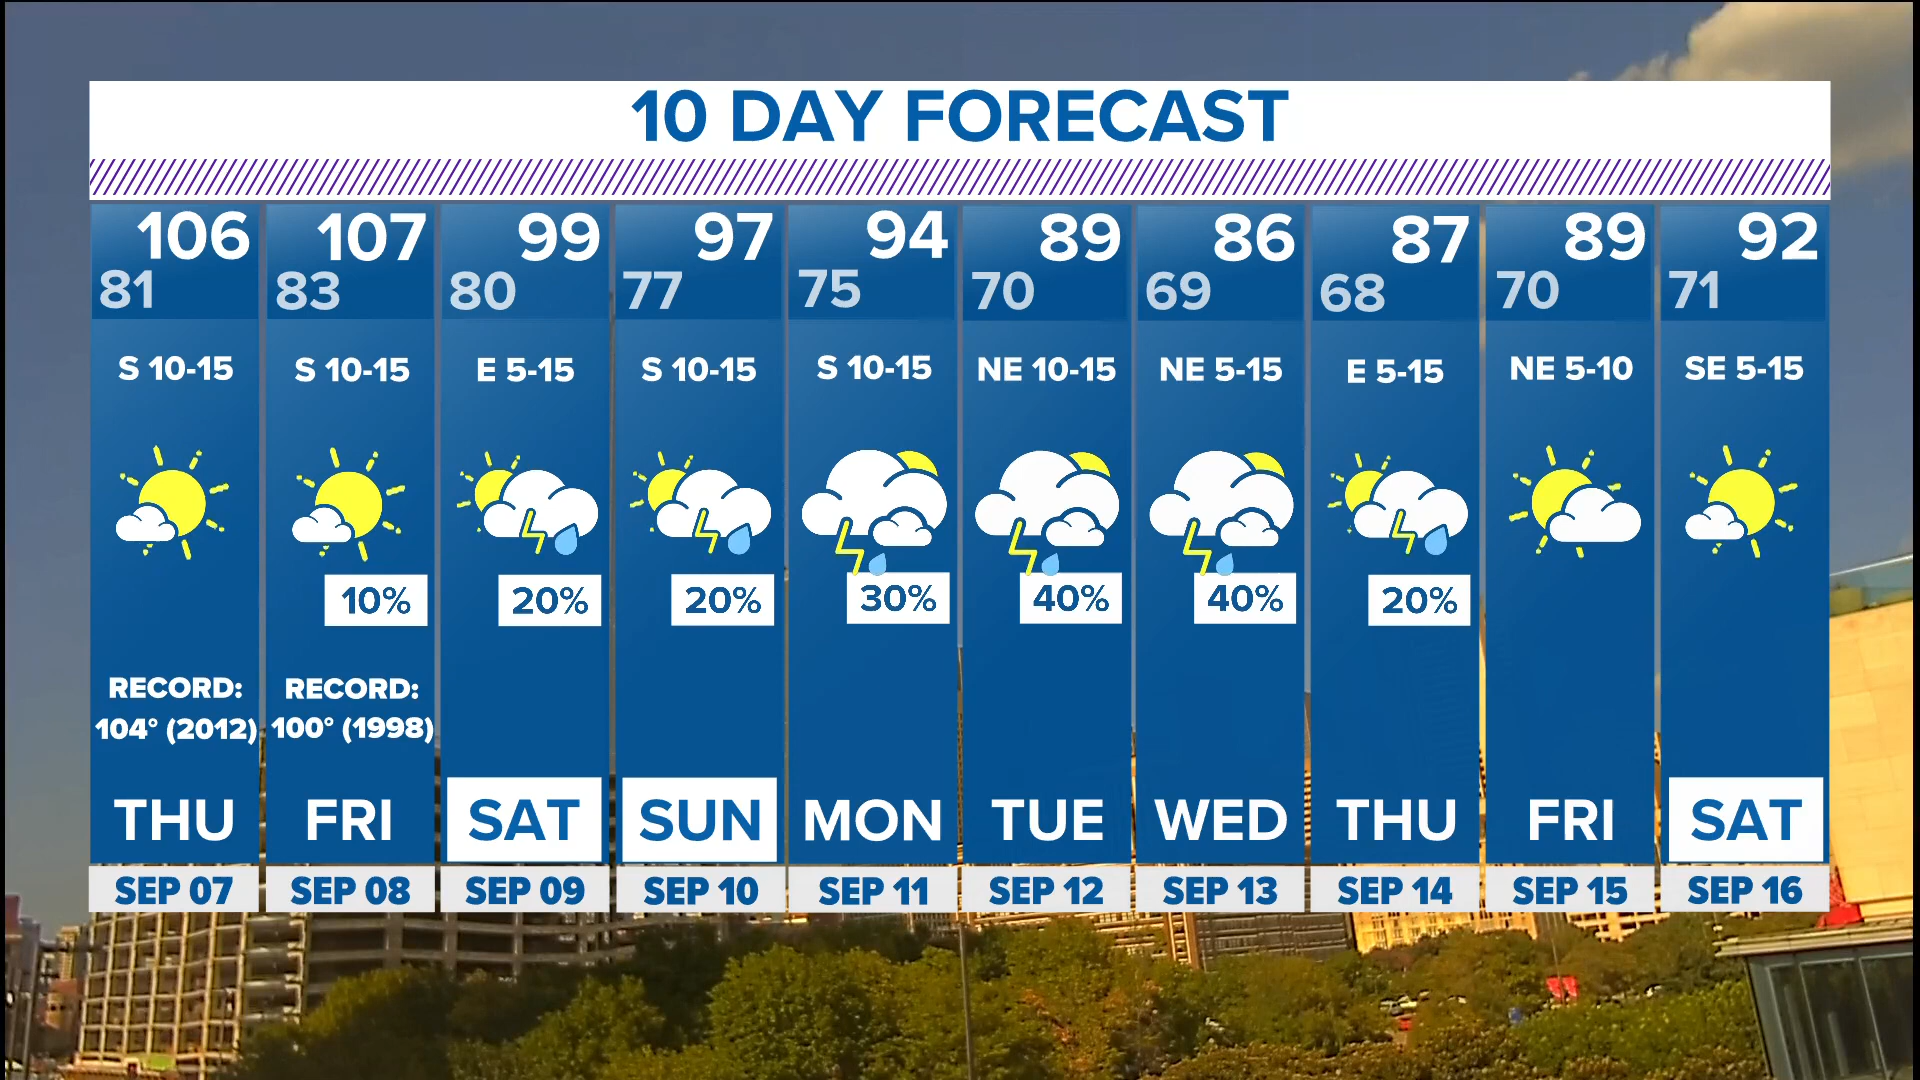 10 DAY FORECAST
106 107 99 97 94 89 86 87 89 92
81 83 80 77 75 70 69 68 70 71
S 10-15 S 10-15 E 5-15 S 10-15 S 10-15 NE 10-15 NE 5-15 E 5-15 NE 5-10 SE 5-15
10% 20% 20% 30% 40% 40% 20%
RECORD: RECORD:
104° (2012) 100° (1998)
THU FRI SAT SUN MON TUE WED THU FRI SAT
SEP 07 SEP 08 SEP 09 SEP 10 SEP 11 SEP 12 SEP 13 SEP 14 SEP 15 SEP 16